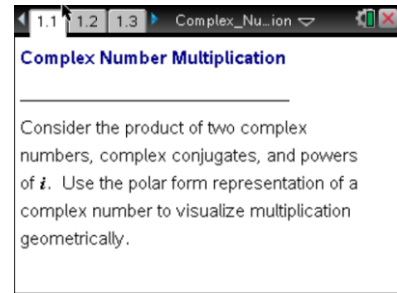 1.1 1.2 1.3 Complex_Nu...ion
Complex Number Multiplication
Consider the product of two complex
numbers, complex conjugates, and powers
of i. Use the polar form representation of a
complex number to visualize multiplication
geometrically.